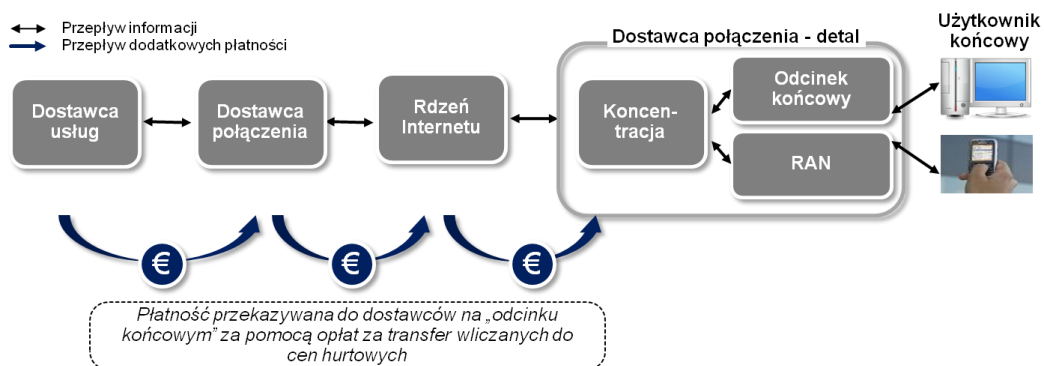 Przepływ informacji
Przepływ dodatkowych płatności
Dostawca połączenia - detal
Użytkownik
końcowy
Dostawca
usług
Dostawca
połączenia
Rdzeń
Internetu
Koncen-
tracja
Odcinek
końcowy
RAN
€
€
€
Płatność przekazywana do dostawców na „odcinku
końcowym” za pomocą opłat za transfer wliczanych do
cen hurtowych